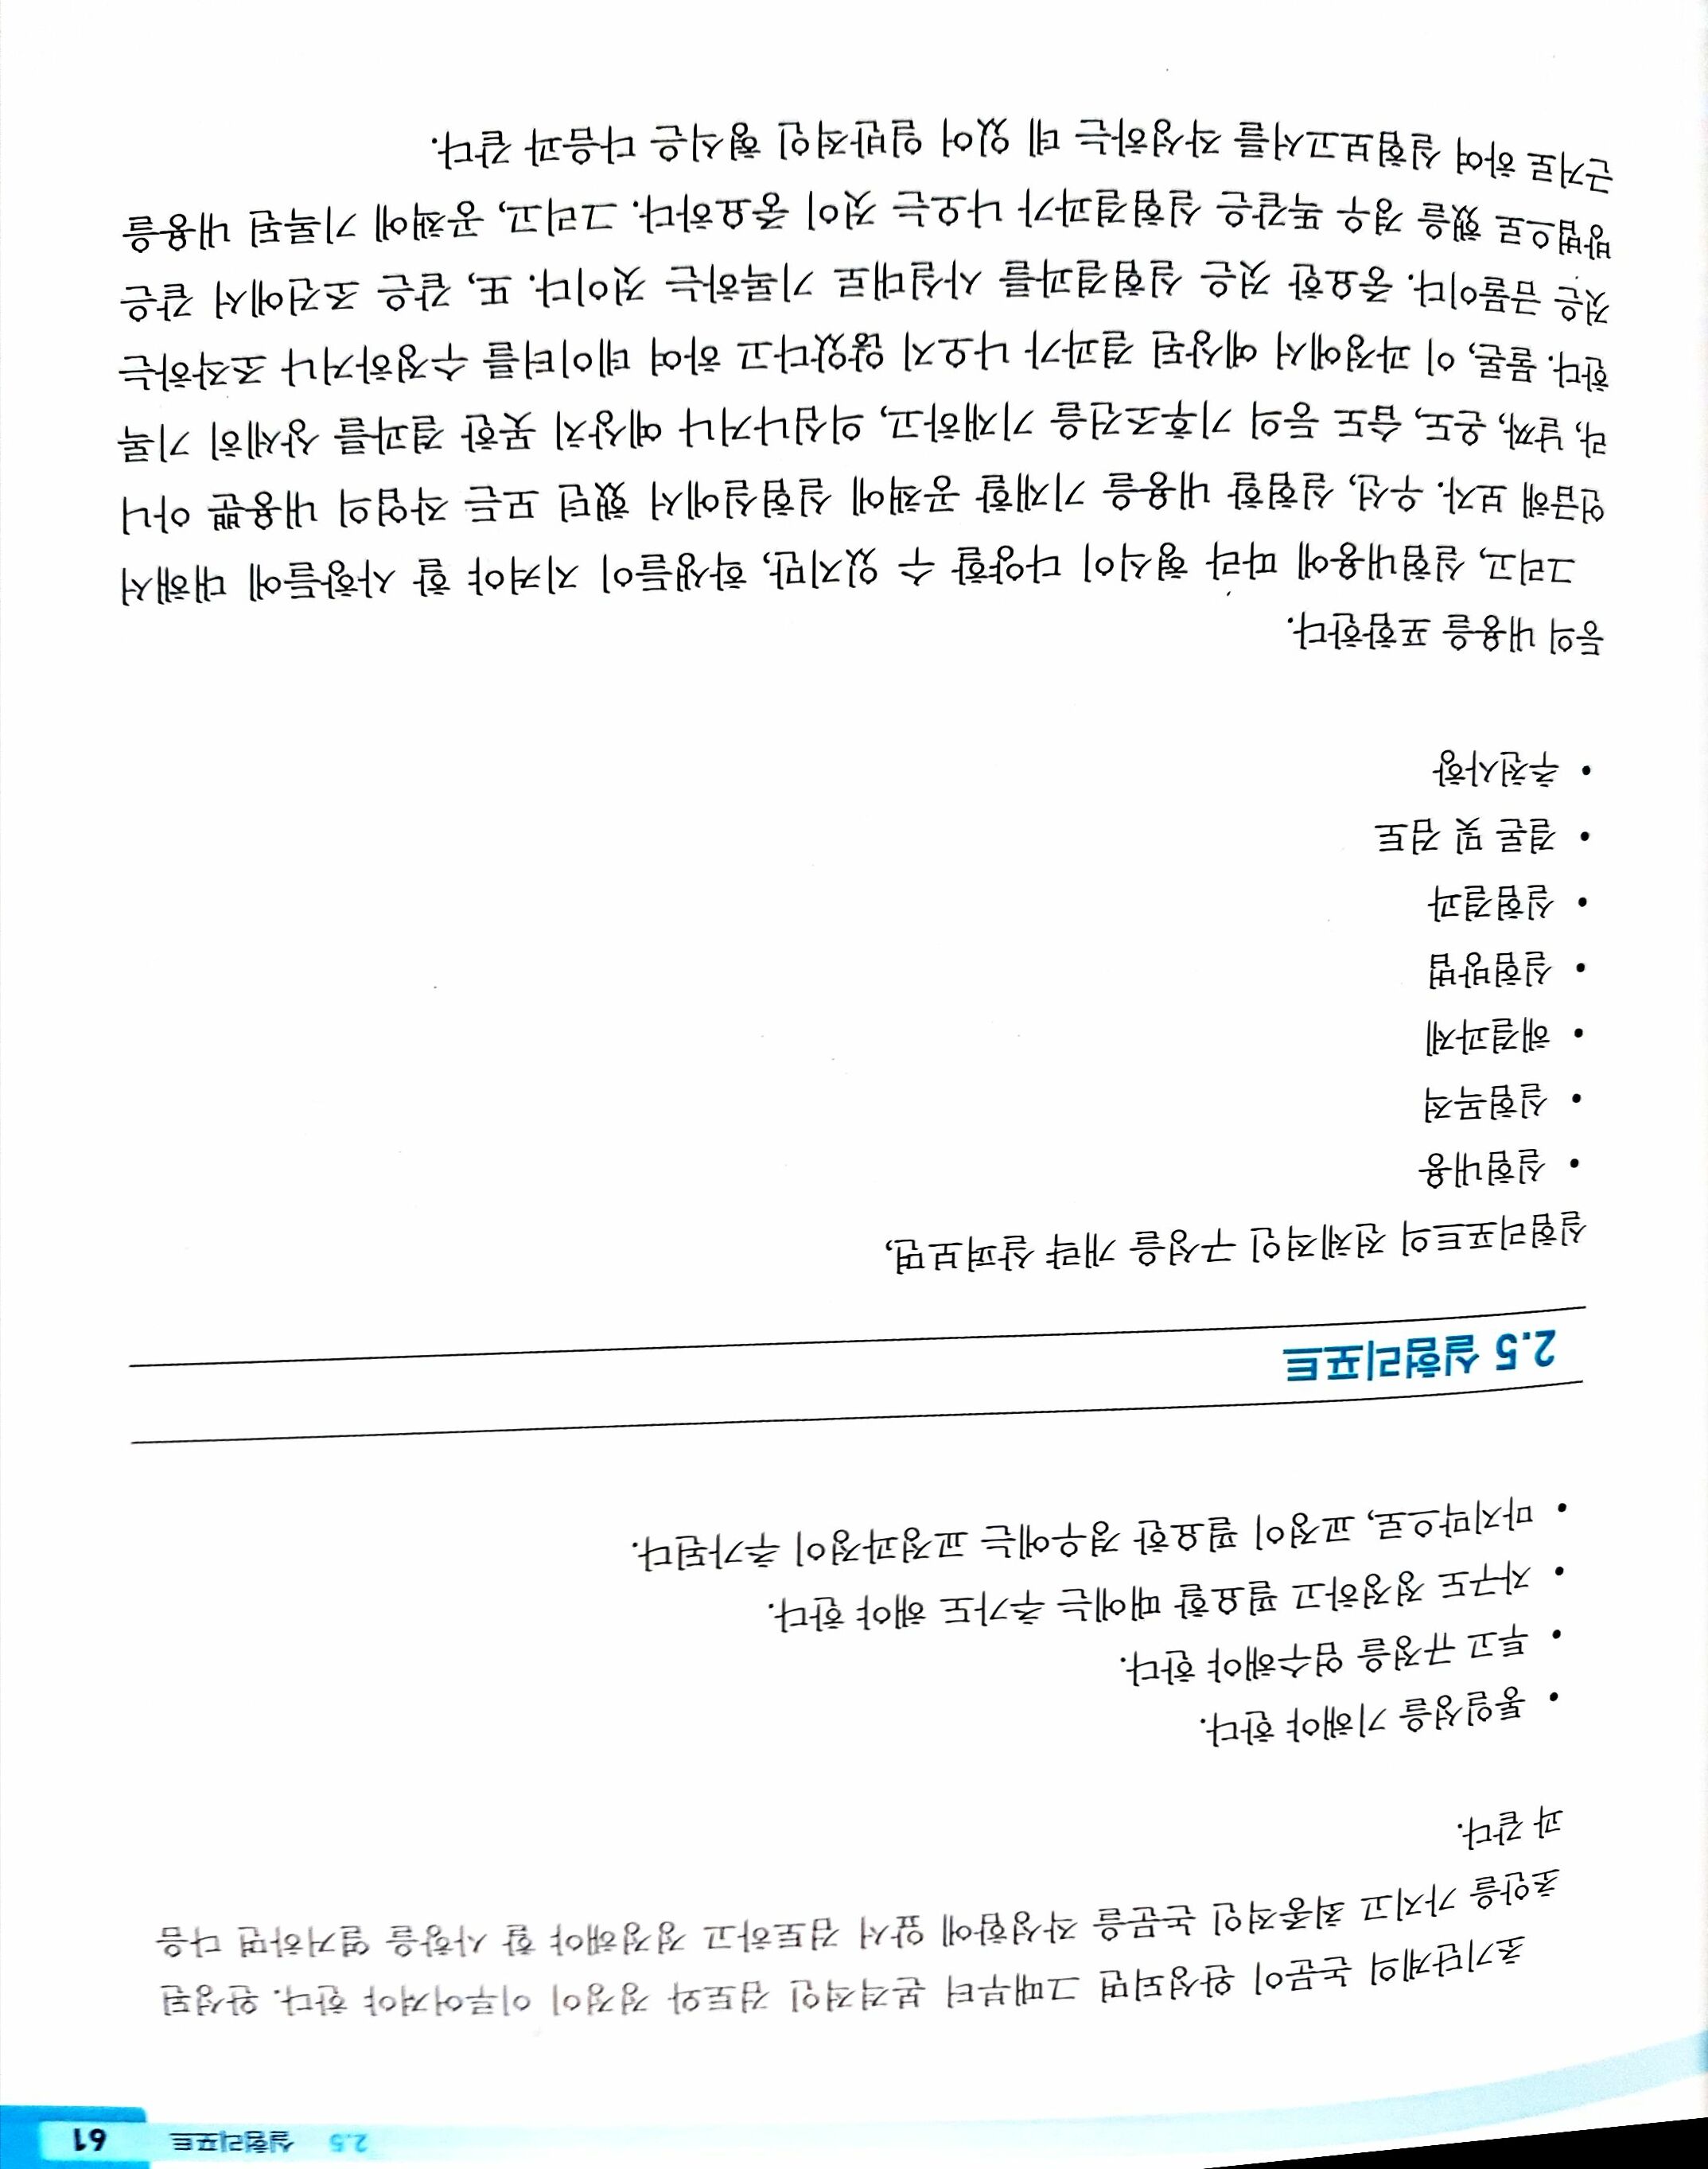 2.5 실험리포트 61
초기단계의 논문이 완성되면 그때부터 본격적인 검토와 정정이 이루어져야 한다. 완성된
초안을 가지고 최종적인 논문을 작성함에 앞서 검토하고 정정해야 할 사항을 열거하면 다음
과 같다.
• 통일성을 기해야 한다.
• 투고 규정을 엄수해야 한다.
• 자구도 정정하고 필요할 때에는 추가도 해야 한다.
• 마지막으로, 교정이 필요한 경우에는 교정과정이 추가된다.
2.5 실험리포트
실험리포트의 전체적인 구성을 개략 살펴보면,
• 실험내용
• 실험목적
• 해결과제
• 실험방법
• 실험결과
• 결론 및 검토
• 추천사항
등의 내용을 포함한다.
그리고, 실험내용에 따라 형식이 다양할 수 있지만, 학생들이 지켜야 할 사항들에 대해서
언급해 보자. 우선, 실험할 내용을 기재할 공책에 실험실에서 했던 모든 작업의 내용뿐 아니
라, 날짜, 온도, 습도 등의 기후조건을 기재하고, 의심나거나 예상치 못한 결과를 상세히 기록
한다. 물론, 이 과정에서 예상된 결과가 나오지 않았다고 하여 데이터를 수정하거나 조작하는
것은 금물이다. 중요한 것은 실험결과를 사실대로 기록하는 것이다. 또, 같은 조건에서 같은
방법으로 했을 경우 똑같은 실험결과가 나오는 것이 중요하다. 그리고, 공책에 기록된 내용을
근거로 하여 실험보고서를 작성하는 데 있어 일반적인 형식은 다음과 같다.